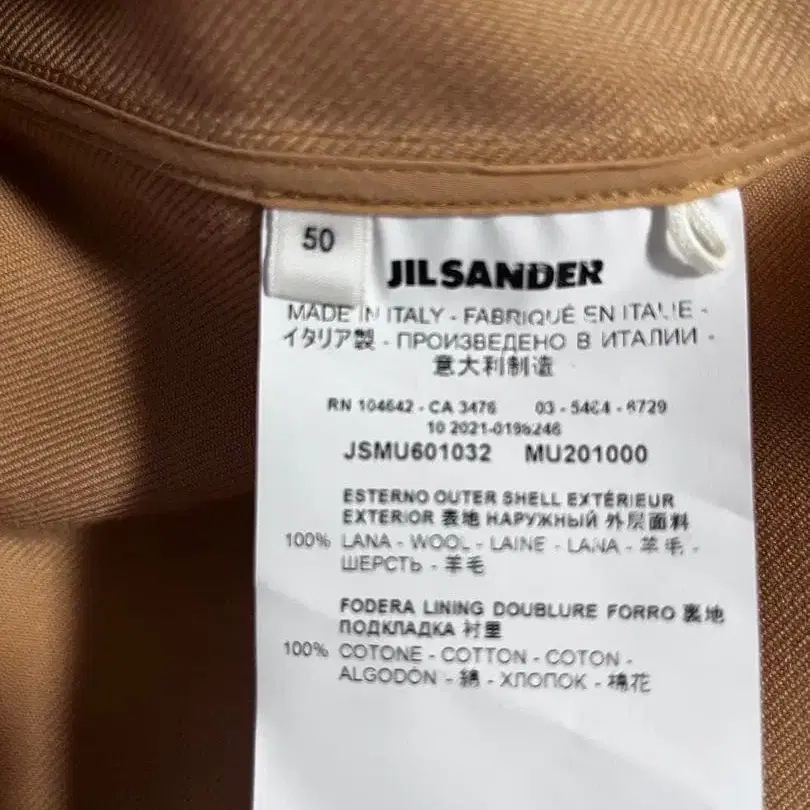 50
JIL SANDER
MADE IN ITALY - FABRIQUÉ EN ITALIE -
イタリア製 - ПРОИЗВЕДЕНО В ИТАЛИИ -
意大利制造
RN 104642 - CA 3476 03 - 5464 - 6729
10 2021-0196246
JSMU601032 MU201000
ESTERNO OUTER SHELL EXTÉRIEUR
EXTERIOR 表地 НАРУЖНЫЙ 外层面料
100% LANA - WOOL - LAINE - LANA - 羊毛 -
ШЕРСТЬ - 羊毛
FODERA LINING DOUBLURE FORRO 裏地
ПОДКЛАДКА 衬里
100% COTONE - COTTON - COTON -
ALGODÓN - 綿 - ХЛОПОК - 棉花